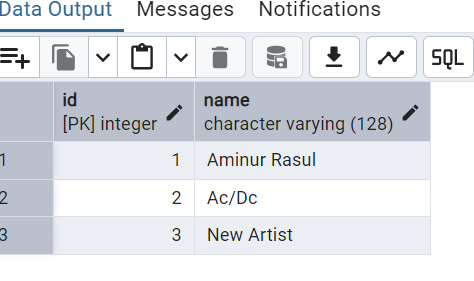 Data Output Messages Notifications
SQL
id name
[PK] integer character varying (128)
1 1 Aminur Rasul
2 2 Ac/Dc
3 3 New Artist